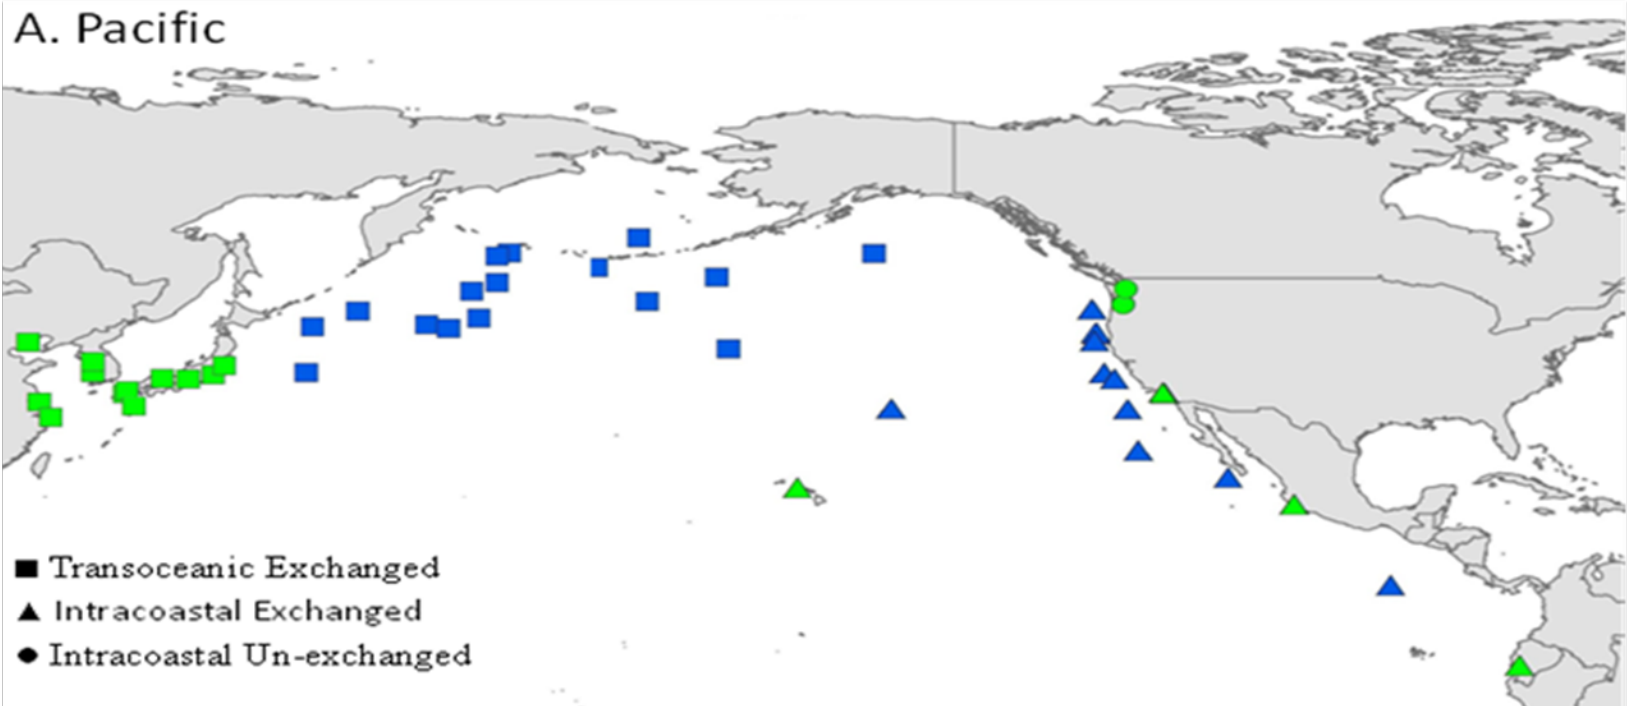 A. Pacific
Transoceanic Exchanged
Intracoastal Exchanged
Intracoastal Un-exchanged